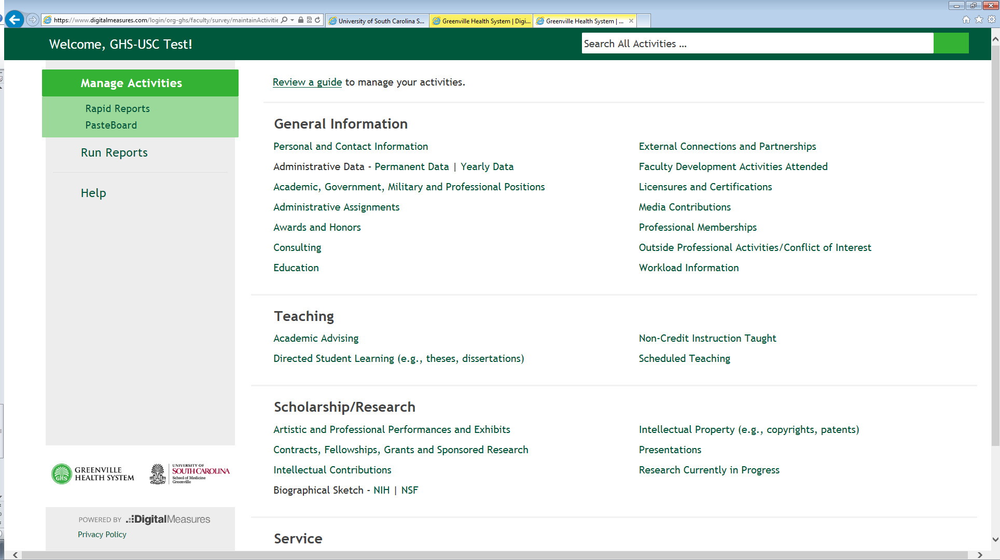 https://www.digitalmeasures.com/login/org-ghs/faculty/survey/maintainActivitie
University of South Carolina S...
Greenville Health System | Digi...
Greenville Health System | ...
Welcome, GHS-USC Test!
Search All Activities ...
Manage Activities
Rapid Reports
PasteBoard
Run Reports
Help
Review a guide to manage your activities.
General Information
Personal and Contact Information
Administrative Data - Permanent Data | Yearly Data
Academic, Government, Military and Professional Positions
Administrative Assignments
Awards and Honors
Consulting
Education
External Connections and Partnerships
Faculty Development Activities Attended
Licensures and Certifications
Media Contributions
Professional Memberships
Outside Professional Activities/Conflict of Interest
Workload Information
Teaching
Academic Advising
Directed Student Learning (e.g., theses, dissertations)
Non-Credit Instruction Taught
Scheduled Teaching
Scholarship/Research
Artistic and Professional Performances and Exhibits
Contracts, Fellowships, Grants and Sponsored Research
Intellectual Contributions
Biographical Sketch - NIH | NSF
Intellectual Property (e.g., copyrights, patents)
Presentations
Research Currently in Progress
Service
GHS
GREENVILLE
HEALTH SYSTEM
UNIVERSITY OF
SOUTH CAROLINA
School of Medicine
Greenville
POWERED BY DigitalMeasures
Privacy Policy